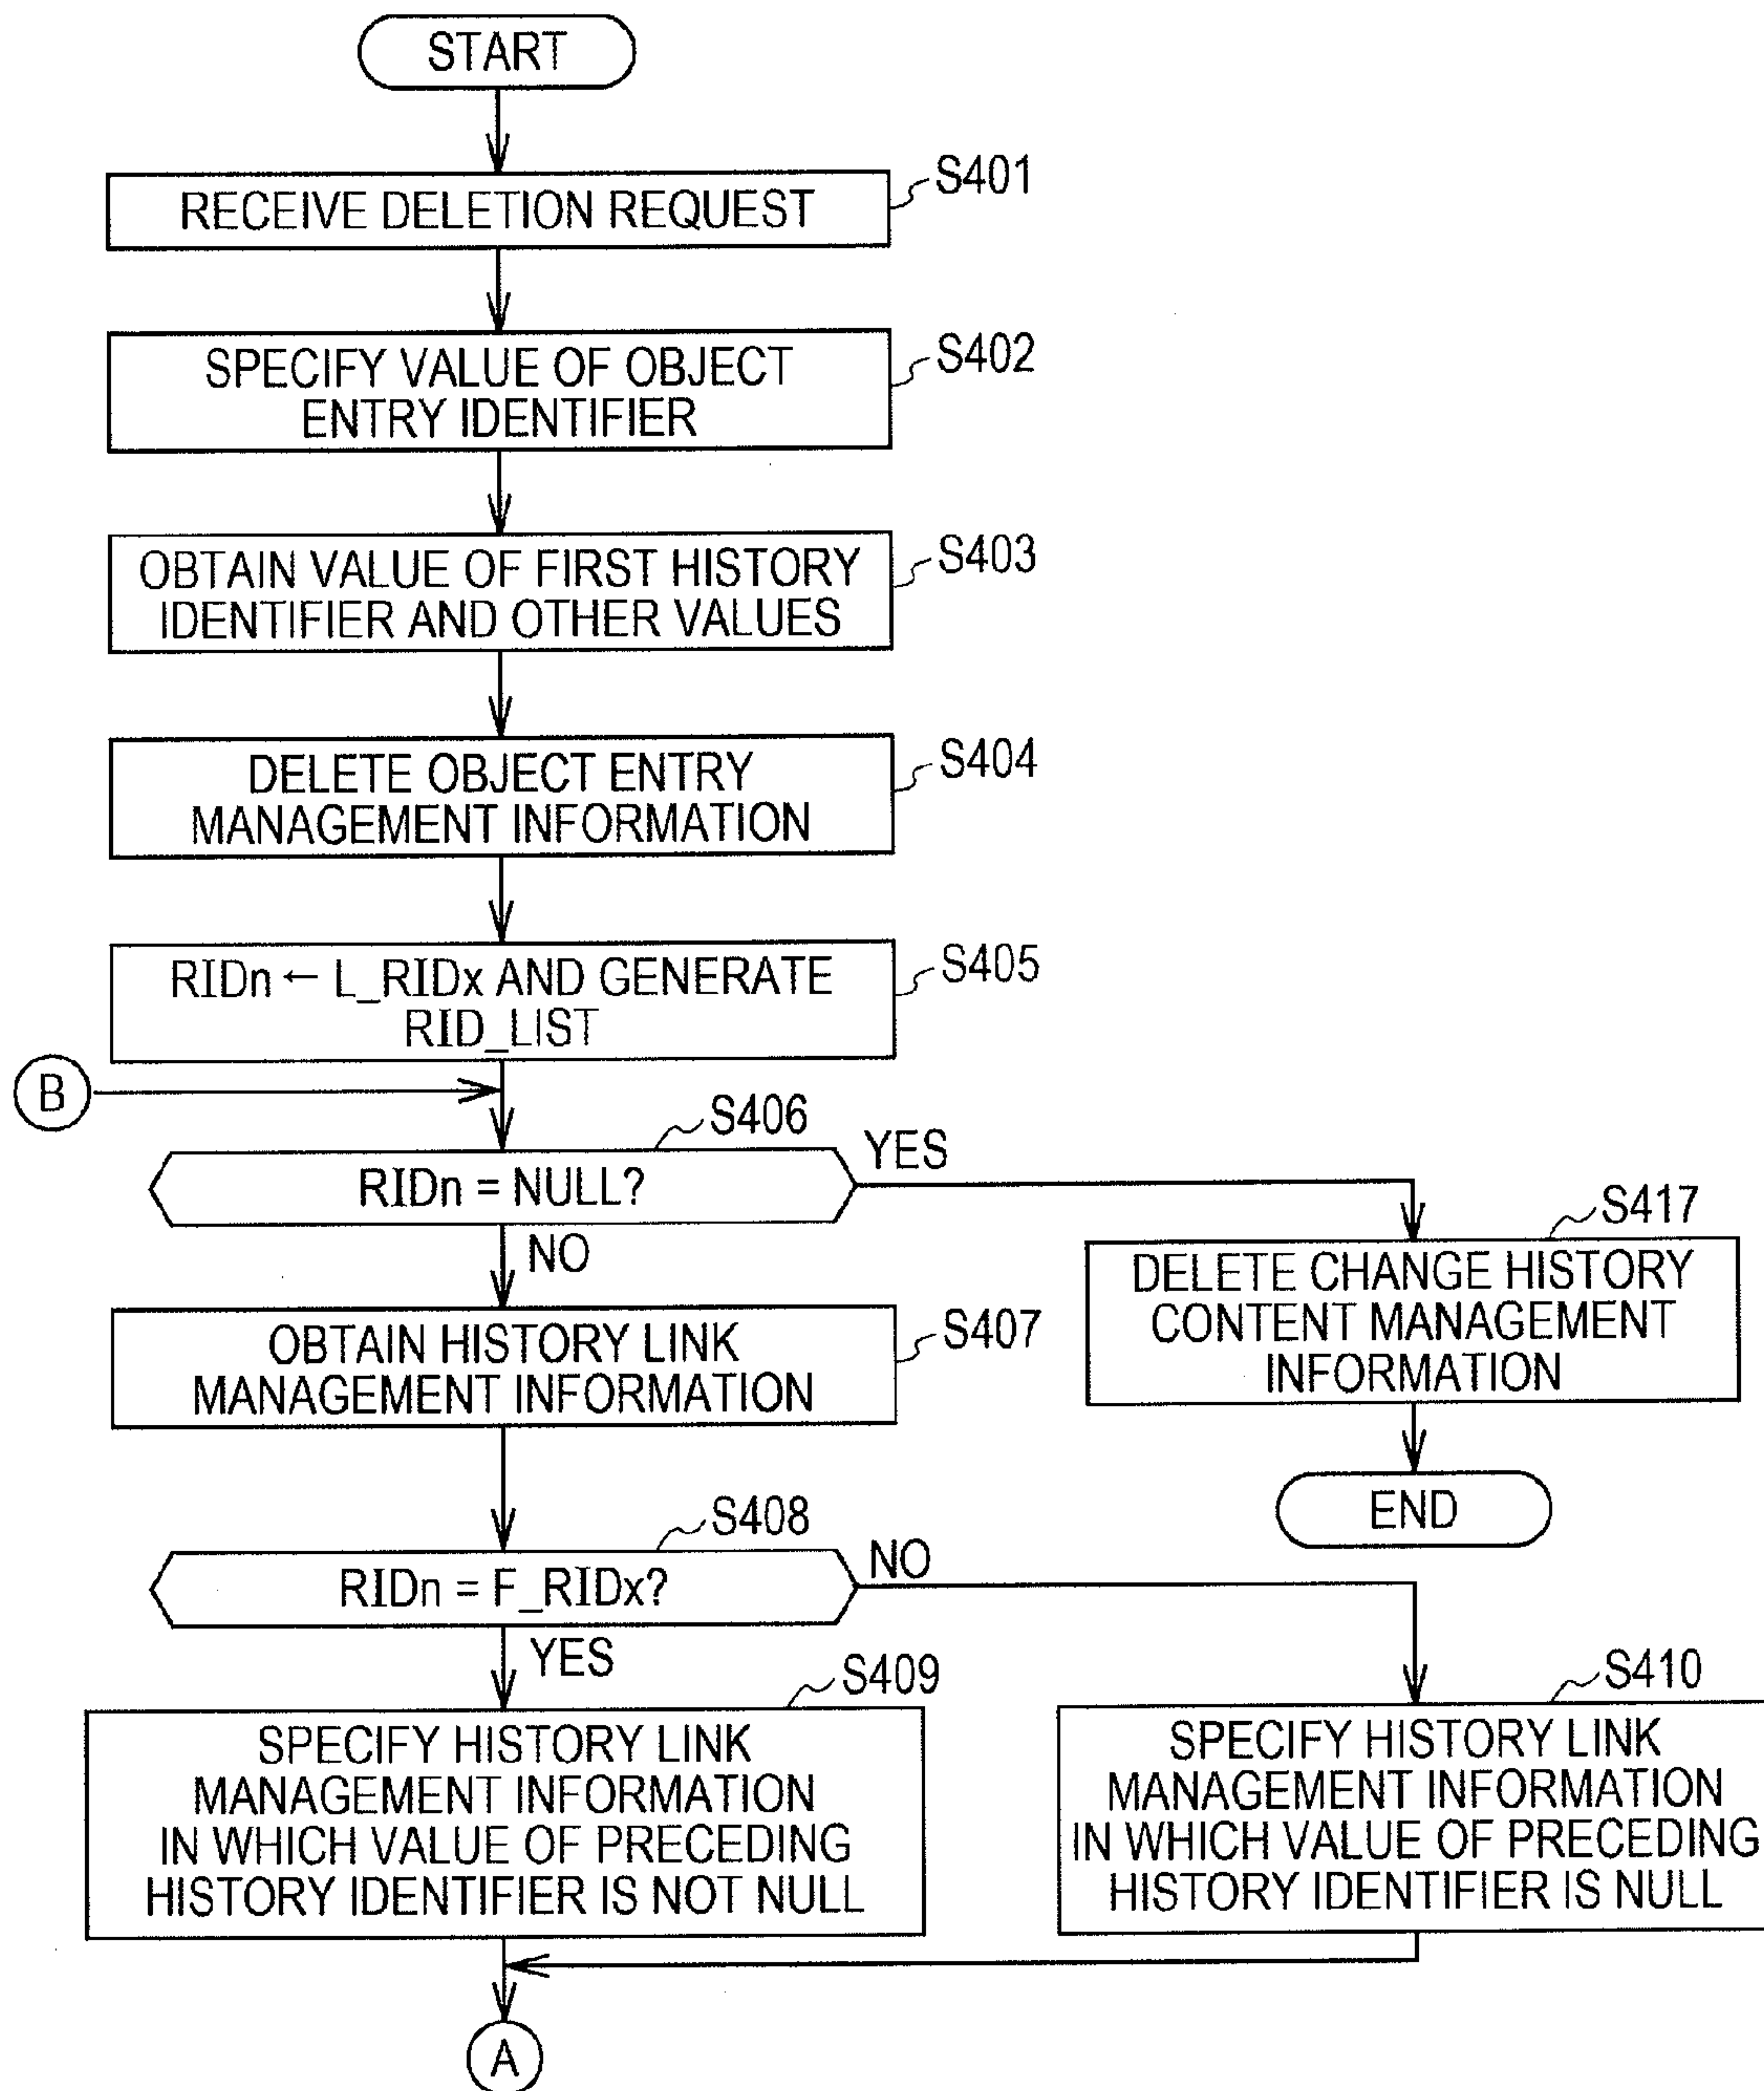 START
S401
RECEIVE DELETION REQUEST
S402
SPECIFY VALUE OF OBJECT
ENTRY IDENTIFIER
S403
OBTAIN VALUE OF FIRST HISTORY
IDENTIFIER AND OTHER VALUES
S404
DELETE OBJECT ENTRY
MANAGEMENT INFORMATION
S405
RIDn ← L_RIDx AND GENERATE
RID_LIST
B
S406
RIDn = NULL?
YES
NO
S417
DELETE CHANGE HISTORY
CONTENT MANAGEMENT
INFORMATION
END
S407
OBTAIN HISTORY LINK
MANAGEMENT INFORMATION
S408
RIDn = F_RIDx?
NO
YES
S409
SPECIFY HISTORY LINK
MANAGEMENT INFORMATION
IN WHICH VALUE OF PRECEDING
HISTORY IDENTIFIER IS NOT NULL
S410
SPECIFY HISTORY LINK
MANAGEMENT INFORMATION
IN WHICH VALUE OF PRECEDING
HISTORY IDENTIFIER IS NULL
A